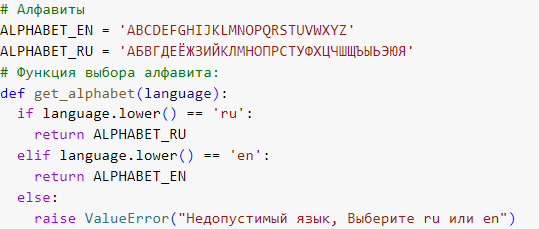 # Алфавиты
ALPHABET_EN = 'ABCDEFGHIJKLMNOPQRSTUVWXYZ'
ALPHABET_RU = 'АБВГДЕЁЖЗИЙКЛМНОПРСТУФХЦЧШЩЪЫЬЭЮЯ'
# Функция выбора алфавита:
def get_alphabet(language):
  if language.lower() == 'ru':
    return ALPHABET_RU
  elif language.lower() == 'en':
    return ALPHABET_EN
  else:
    raise ValueError("Недопустимый язык, Выберите ru или en")